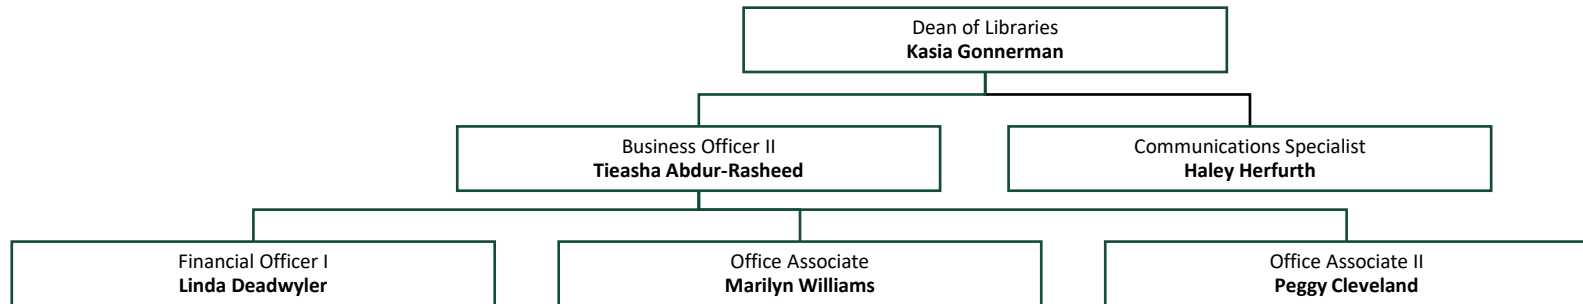 Dean of Libraries
Kasia Gonnerman
Business Officer II
Tieasha Abdur-Rasheed
Communications Specialist
Haley Herfurth
Financial Officer I
Linda Deadwyler
Office Associate
Marilyn Williams
Office Associate II
Peggy Cleveland